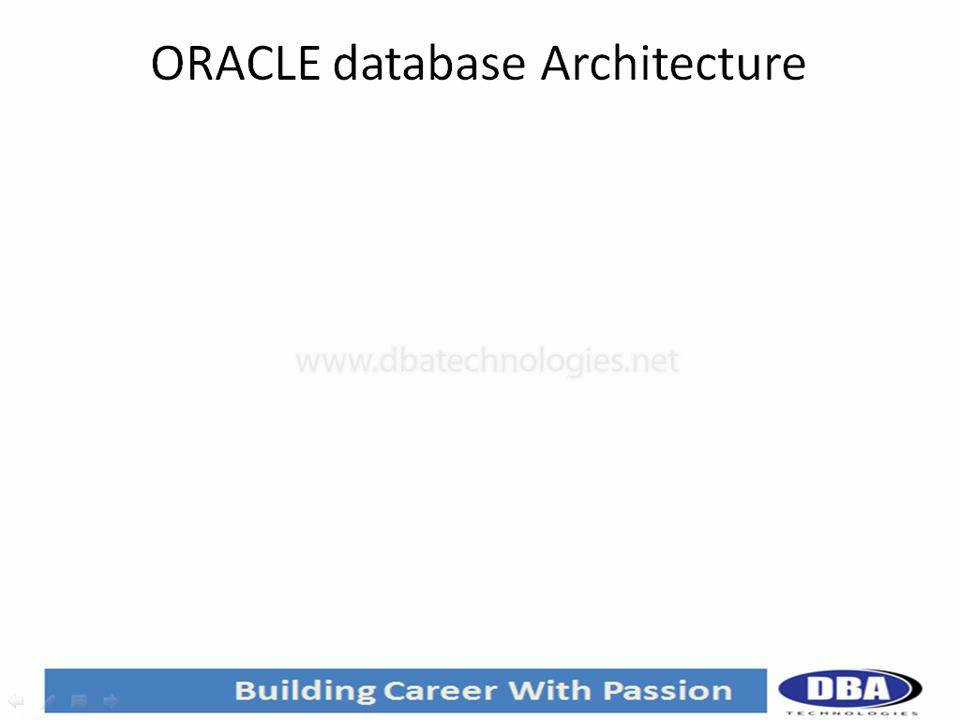 ORACLE database Architecture
www.dbatechnologies.net
Building Career With Passion
DBA
TECHNOLOGIES